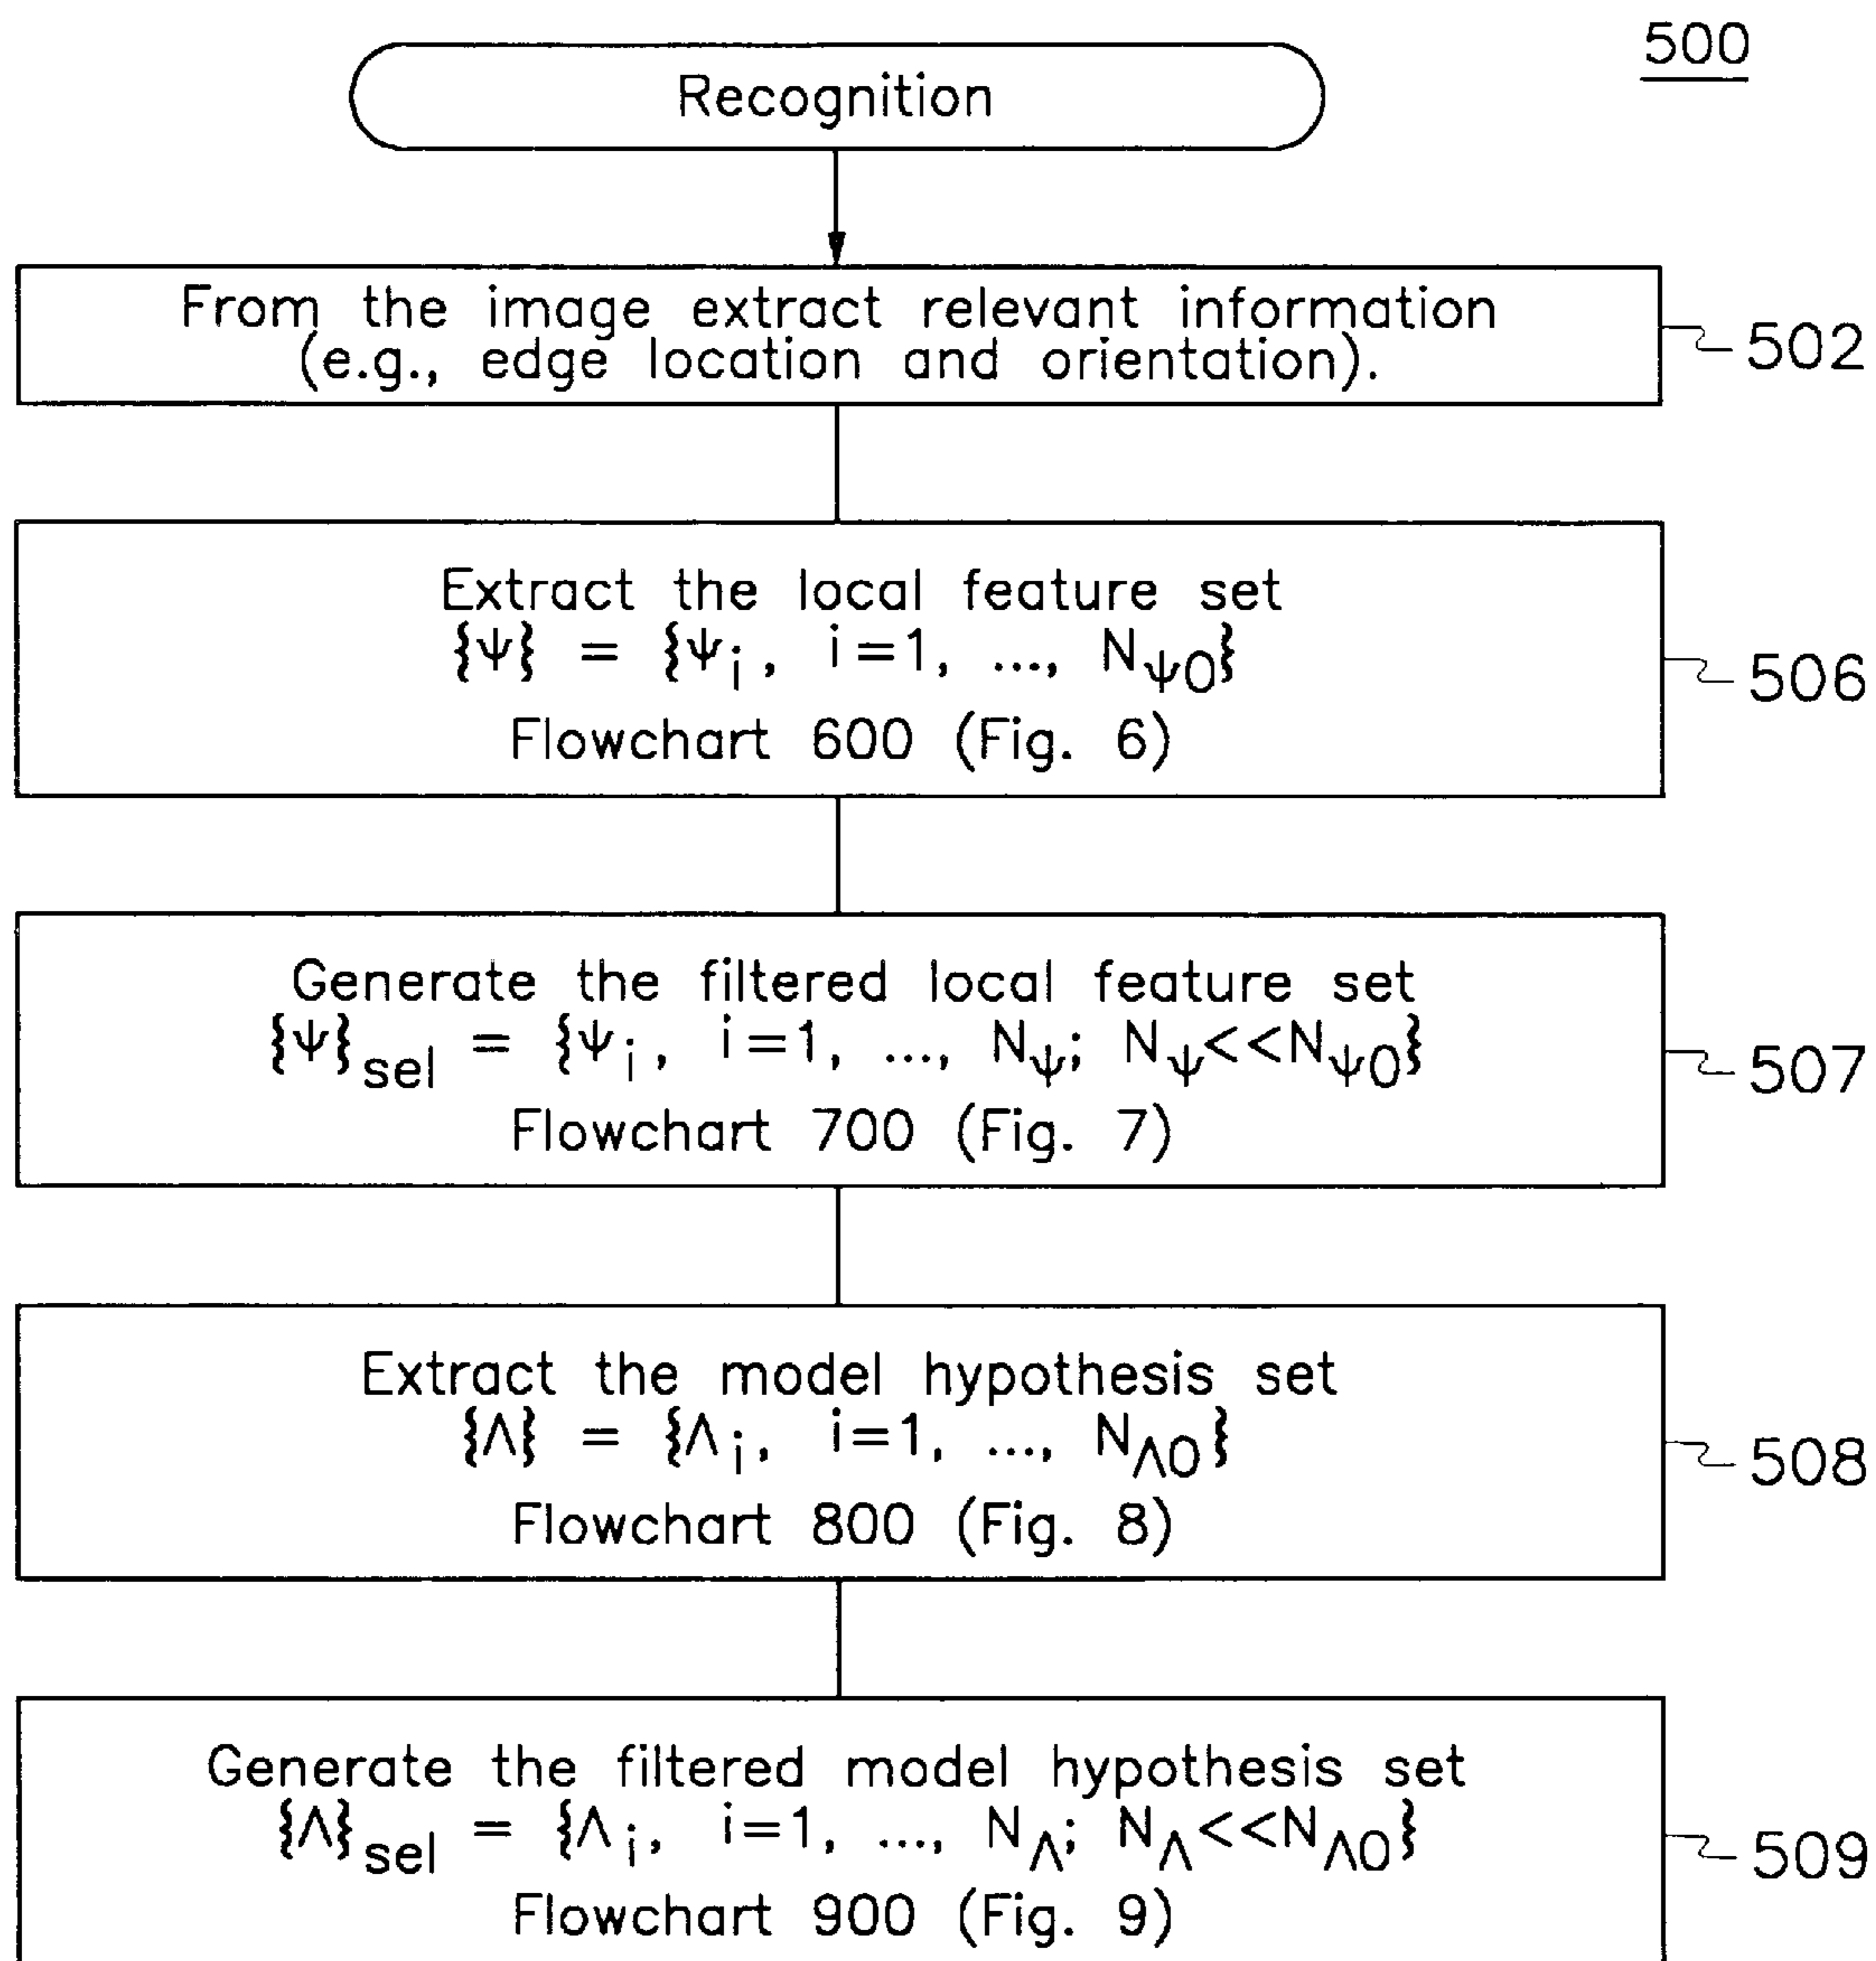 500
Recognition
From the image extract relevant information
(e.g., edge location and orientation).
502
Extract the local feature set
{ψ} = {ψi, i=1, ..., Nψ0}
Flowchart 600 (Fig. 6)
506
Generate the filtered local feature set
{ψ}sel = {ψi, i=1, ..., Nψ; Nψ<<Nψ0}
Flowchart 700 (Fig. 7)
507
Extract the model hypothesis set
{Λ} = {Λi, i=1, ..., NΛ0}
Flowchart 800 (Fig. 8)
508
Generate the filtered model hypothesis set
{Λ}sel = {Λi, i=1, ..., NΛ; NΛ<<NΛ0}
Flowchart 900 (Fig. 9)
509